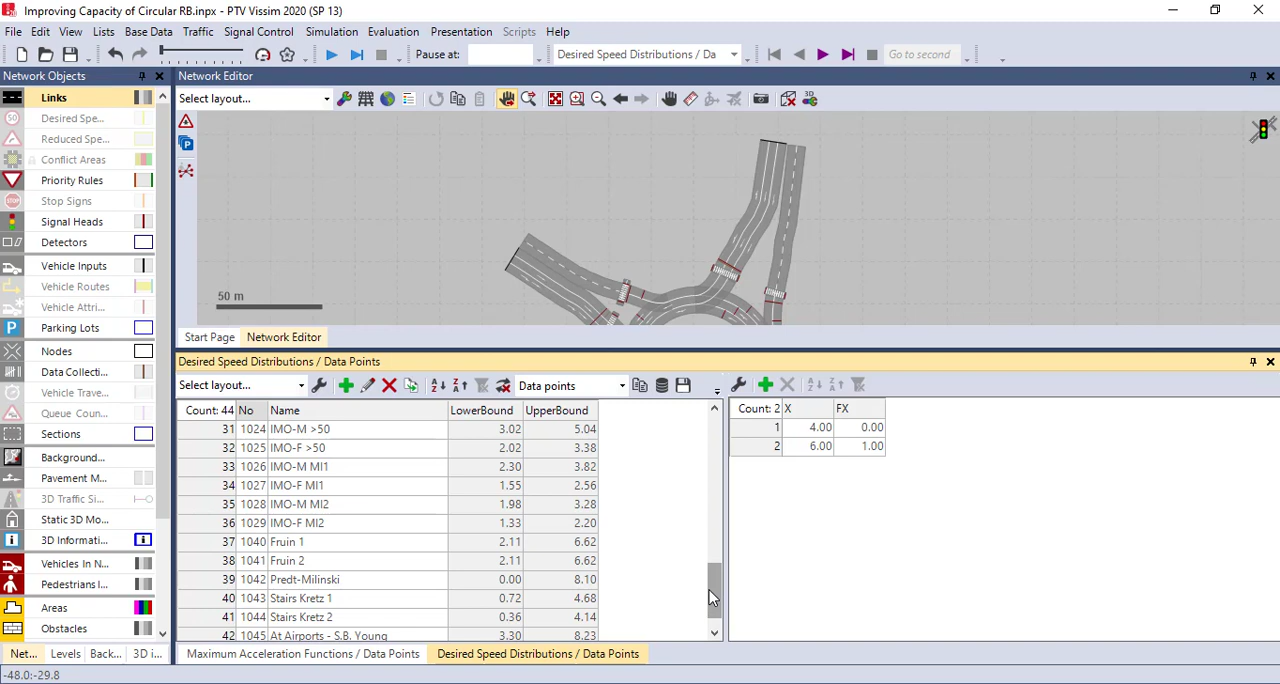 Improving Capacity of Circular RB.inpx - PTV Vissim 2020 (SP 13)
File Edit View Lists Base Data Traffic Signal Control Simulation Evaluation Presentation Scripts Help
Pause at: Desired Speed Distributions / Da Go to second
Network Objects
Network Editor
Links
Select layout...
Desired Spe...
Reduced Spe...
Conflict Areas
Priority Rules
Stop Signs
Signal Heads
Detectors
Vehicle Inputs
Vehicle Routes
Vehicle Attri...
Parking Lots
Nodes
Data Collecti...
Vehicle Trave...
Queue Coun...
Sections
Background...
Pavement M...
3D Traffic Si...
Static 3D Mo...
3D Informati...
Vehicles In N...
Pedestrians I...
Areas
Obstacles
Net... Levels Back... 3D i...
50 m
Start Page Network Editor
Desired Speed Distributions / Data Points
Select layout... Data points
Count: 44 No Name LowerBound UpperBound
31 1024 IMO-M >50 3.02 5.04
32 1025 IMO-F >50 2.02 3.38
33 1026 IMO-M MI1 2.30 3.82
34 1027 IMO-F MI1 1.55 2.56
35 1028 IMO-M MI2 1.98 3.28
36 1029 IMO-F MI2 1.33 2.20
37 1040 Fruin 1 2.11 6.62
38 1041 Fruin 2 2.11 6.62
39 1042 Predt-Milinski 0.00 8.10
40 1043 Stairs Kretz 1 0.72 4.68
41 1044 Stairs Kretz 2 0.36 4.14
42 1045 At Airports - S.B. Young 3.30 8.23
Count: 2 X FX
1 4.00 0.00
2 6.00 1.00
Maximum Acceleration Functions / Data Points Desired Speed Distributions / Data Points
-48.0:-29.8